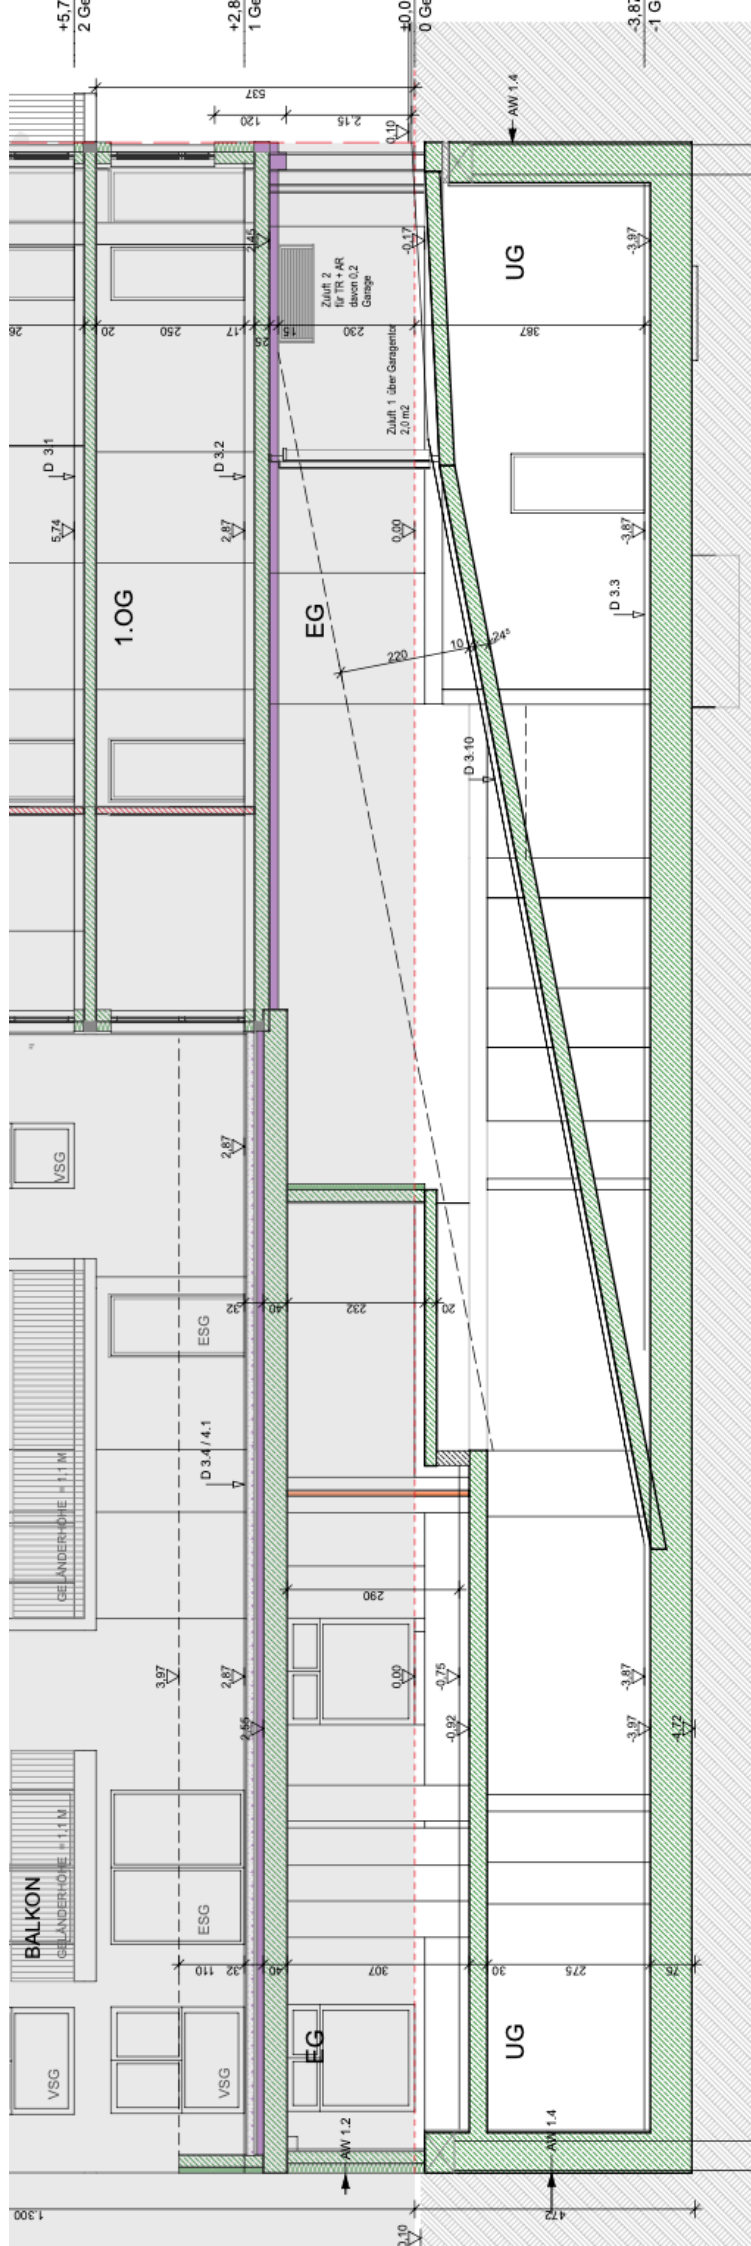 +5,7
2 Ge
+2,8
1 Ge
±0,0
0 Ge
-3,87
-1 G
537
120
2.15
0.10
AW 1.4
2,45
-0,17
-3,97
UG
Zuluft 2
für TR + AR
davon 0,2
Garage
26
20
250
17
25
15
230
387
Zuluft 1 über Garagentor
2,0 m2
D 3.1
D 3.2
5,74
2,87
0,00
-3,87
D 3.3
1.OG
EG
220
10
24⁵
D 3.10
2,87
VSG
ESG
32
40
232
20
D 3.4 / 4.1
GELÄNDERHÖHE = 1,1 M
290
3,97
2,87
0,00
-0,75
-3,87
2,55
-0,92
-3,97
-4,72
BALKON
GELÄNDERHÖHE = 1,1 M
ESG
110
32
40
307
30
275
75
VSG
VSG
EG
UG
AW 1.2
AW 1.4
1.300
472
0,10